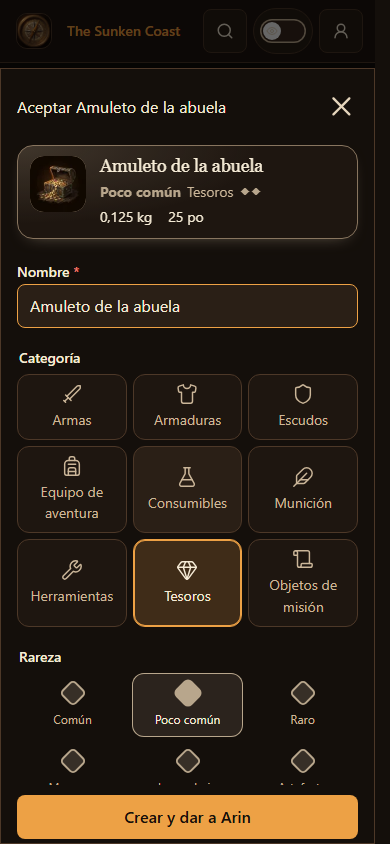 The Sunken Coast
Aceptar Amuleto de la abuela
Amuleto de la abuela
Poco común Tesoros
0,125 kg 25 po
Nombre *
Amuleto de la abuela
Categoría
Armas
Armaduras
Escudos
Equipo de
aventura
Consumibles
Munición
Herramientas
Tesoros
Objetos de
misión
Rareza
Común
Poco común
Raro
Crear y dar a Arin